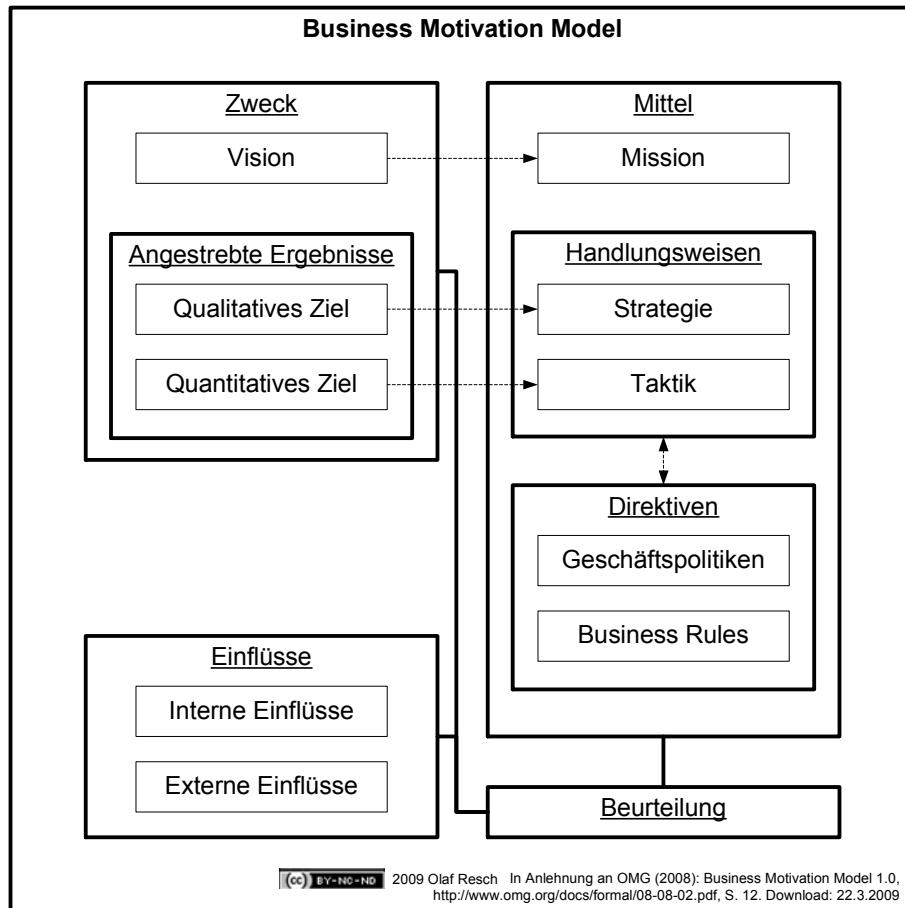 Business Motivation Model
Zweck
Vision
Angestrebte Ergebnisse
Qualitatives Ziel
Quantitatives Ziel
Mittel
Mission
Handlungsweisen
Strategie
Taktik
Direktiven
Geschäftspolitiken
Business Rules
Einflüsse
Interne Einflüsse
Externe Einflüsse
Beurteilung
(cc) BY-NC-ND 2009 Olaf Resch In Anlehnung an OMG (2008): Business Motivation Model 1.0,
http://www.omg.org/docs/formal/08-08-02.pdf, S. 12. Download: 22.3.2009